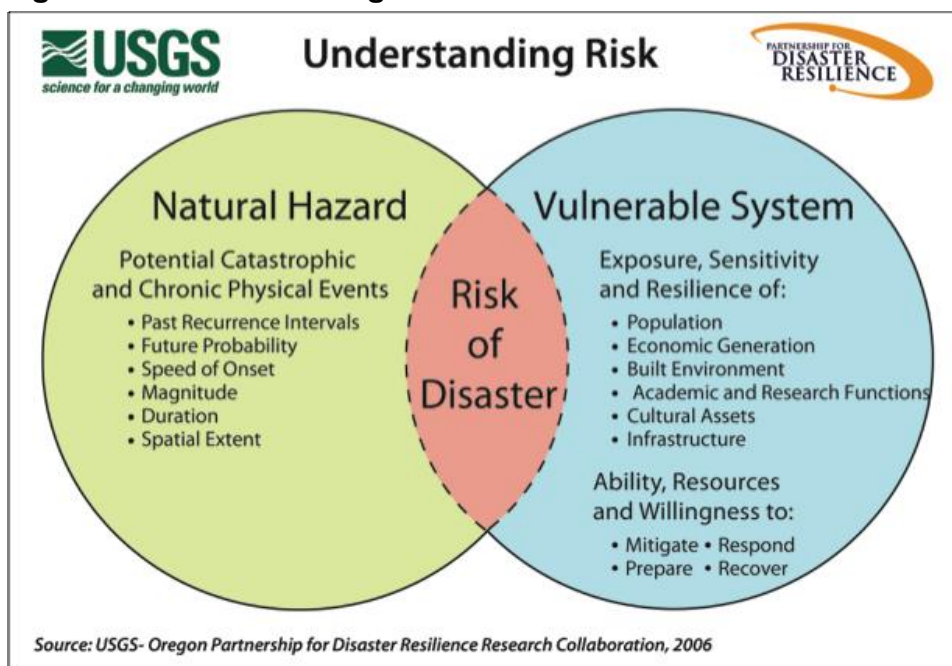 USGS
science for a changing world
Understanding Risk
PARTNERSHIP FOR
DISASTER
RESILIENCE
Natural Hazard
Potential Catastrophic
and Chronic Physical Events
• Past Recurrence Intervals
• Future Probability
• Speed of Onset
• Magnitude
• Duration
• Spatial Extent
Risk
of
Disaster
Vulnerable System
Exposure, Sensitivity
and Resilience of:
• Population
• Economic Generation
• Built Environment
• Academic and Research Functions
• Cultural Assets
• Infrastructure
Ability, Resources
and Willingness to:
• Mitigate • Respond
• Prepare • Recover
Source: USGS- Oregon Partnership for Disaster Resilience Research Collaboration, 2006